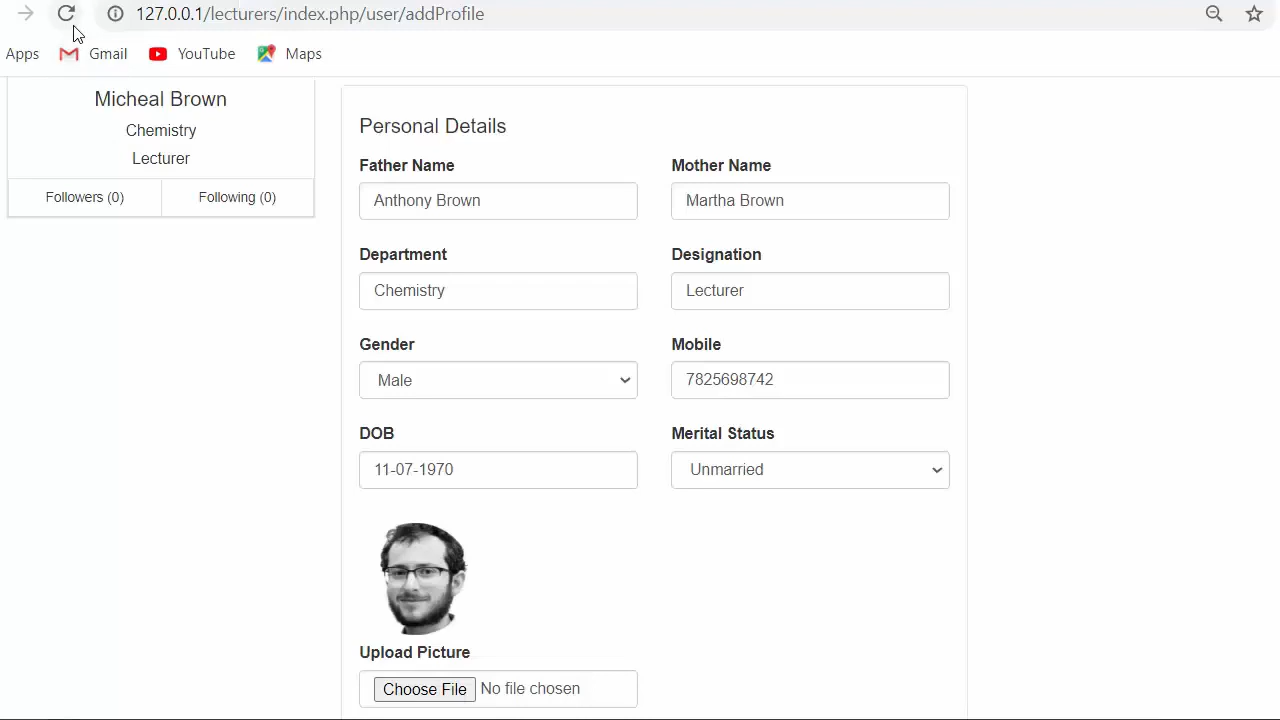 127.0.0.1/lecturers/index.php/user/addProfile
Apps Gmail YouTube Maps
Micheal Brown
Chemistry
Lecturer
Followers (0) Following (0)
Personal Details
Father Name Mother Name
Anthony Brown Martha Brown
Department Designation
Chemistry Lecturer
Gender Mobile
Male 7825698742
DOB Merital Status
11-07-1970 Unmarried
Upload Picture
Choose File No file chosen